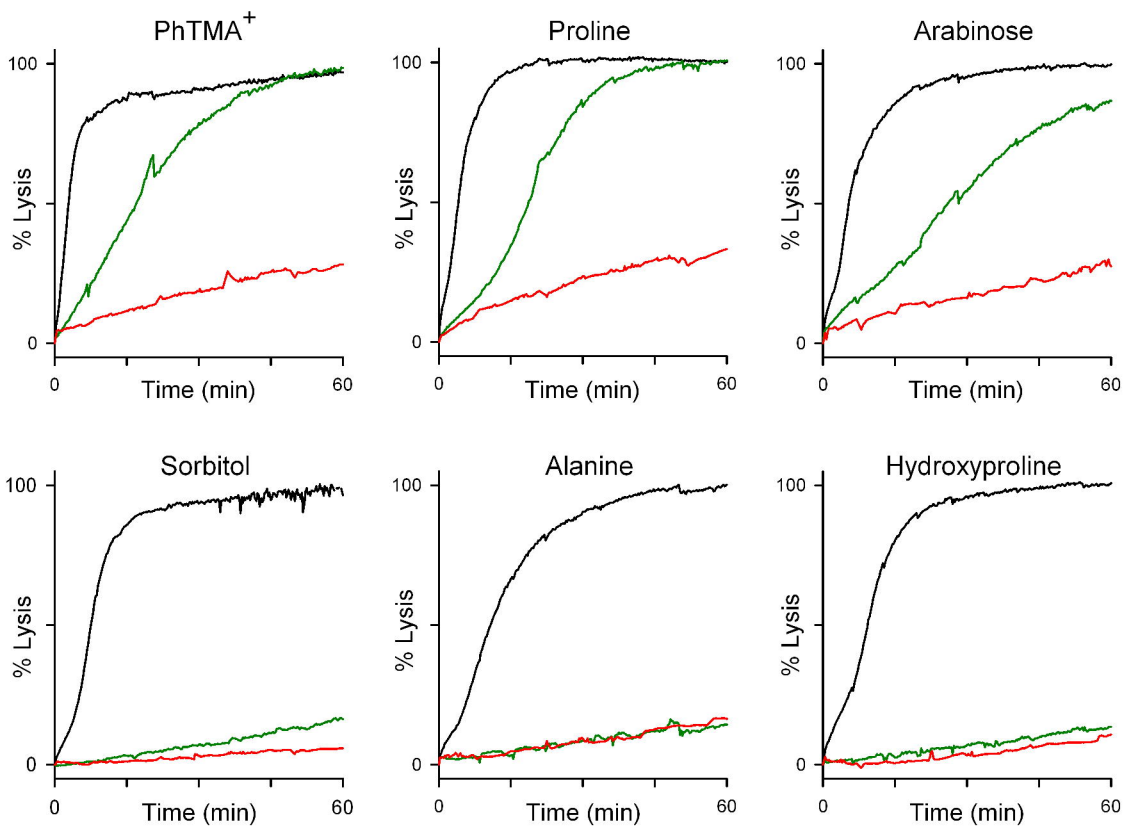 PhTMA+
Proline
Arabinose
100
% Lysis
0
0
Time (min)
60
100
% Lysis
0
0
Time (min)
60
100
% Lysis
0
0
Time (min)
60
Sorbitol
Alanine
Hydroxyproline
100
% Lysis
0
0
Time (min)
60
100
% Lysis
0
0
Time (min)
60
100
% Lysis
0
0
Time (min)
60